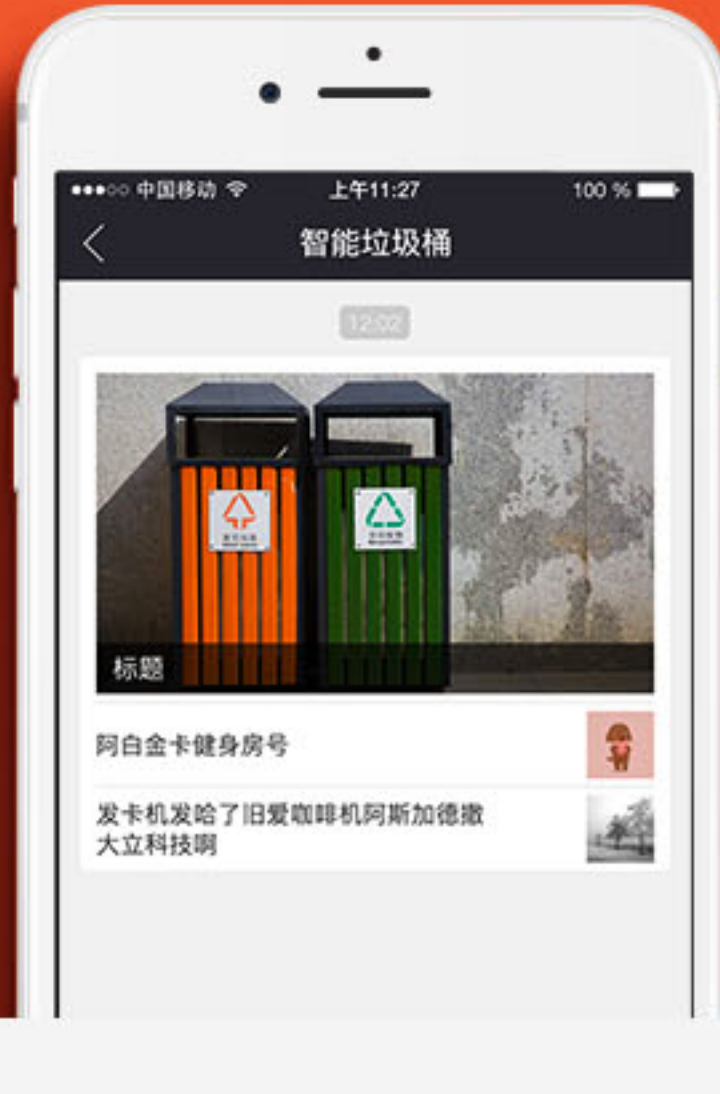 中国移动 上午11:27 100 %
智能垃圾桶
12:02
标题
阿白金卡健身房号
发卡机发哈了旧爱咖啡机阿斯加德撒
大立科技啊